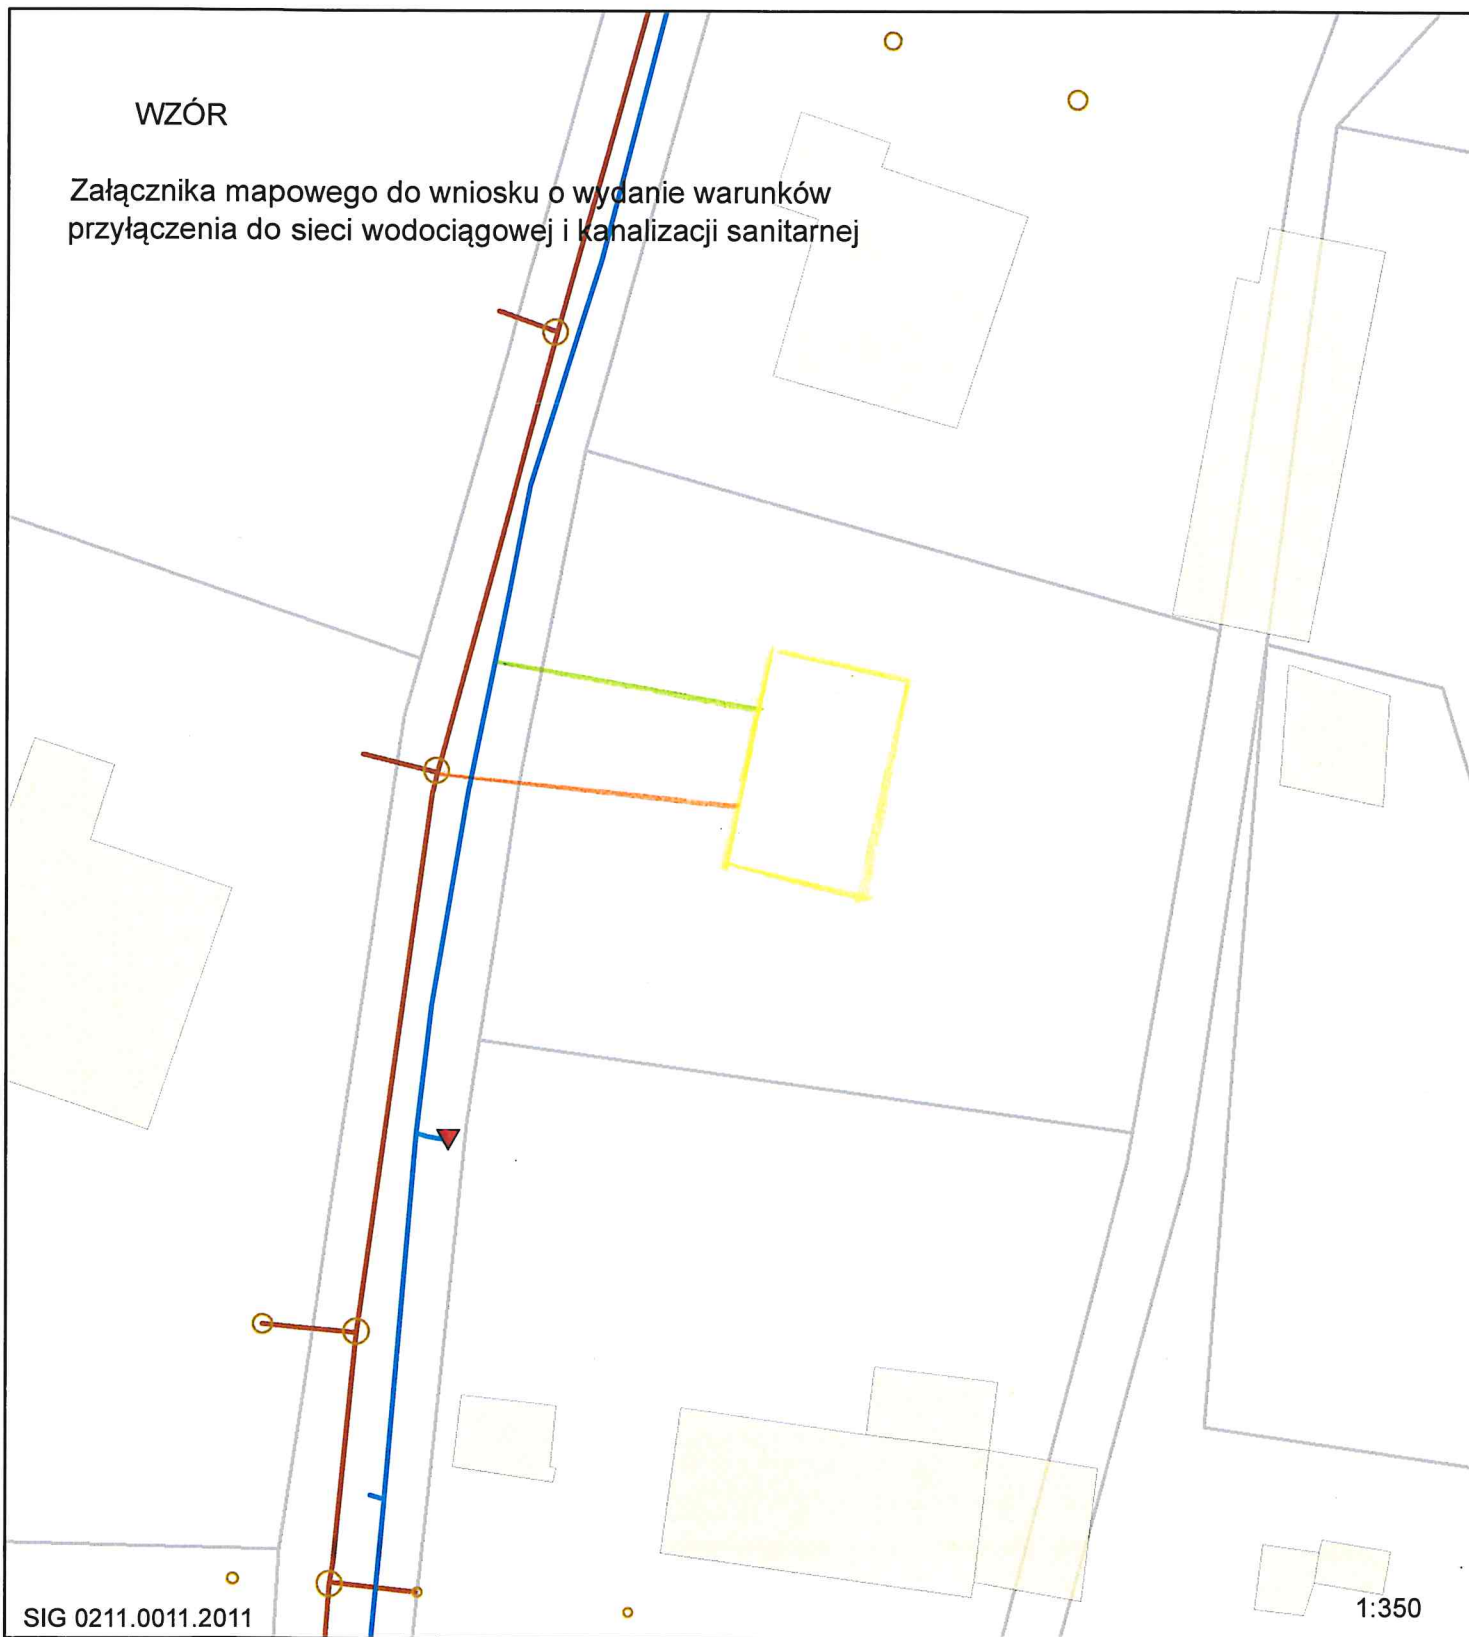 WZÓR
Załącznika mapowego do wniosku o wydanie warunków
przyłączenia do sieci wodociągowej i kanalizacji sanitarnej
SIG 0211.0011.2011
1:350